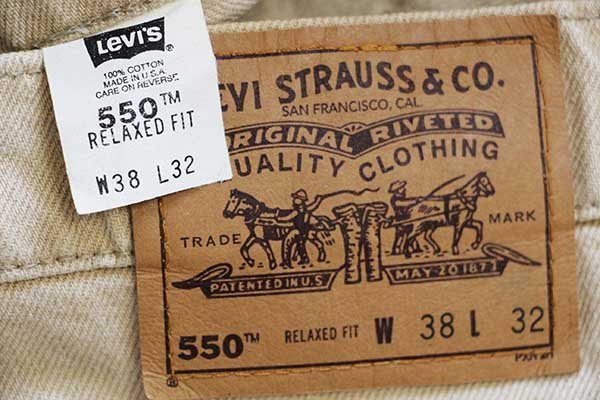 LEVI'S
100% COTTON
MADE IN U.S.A.
CARE ON REVERSE
550™
RELAXED FIT
W38 L32
EVI STRAUSS & CO.
SAN FRANCISCO, CAL.
ORIGINAL RIVETED
UALITY CLOTHING
TRADE MARK
PATENTED IN U.S. MAY 20 1873
550™ RELAXED FIT W 38 L 32
®